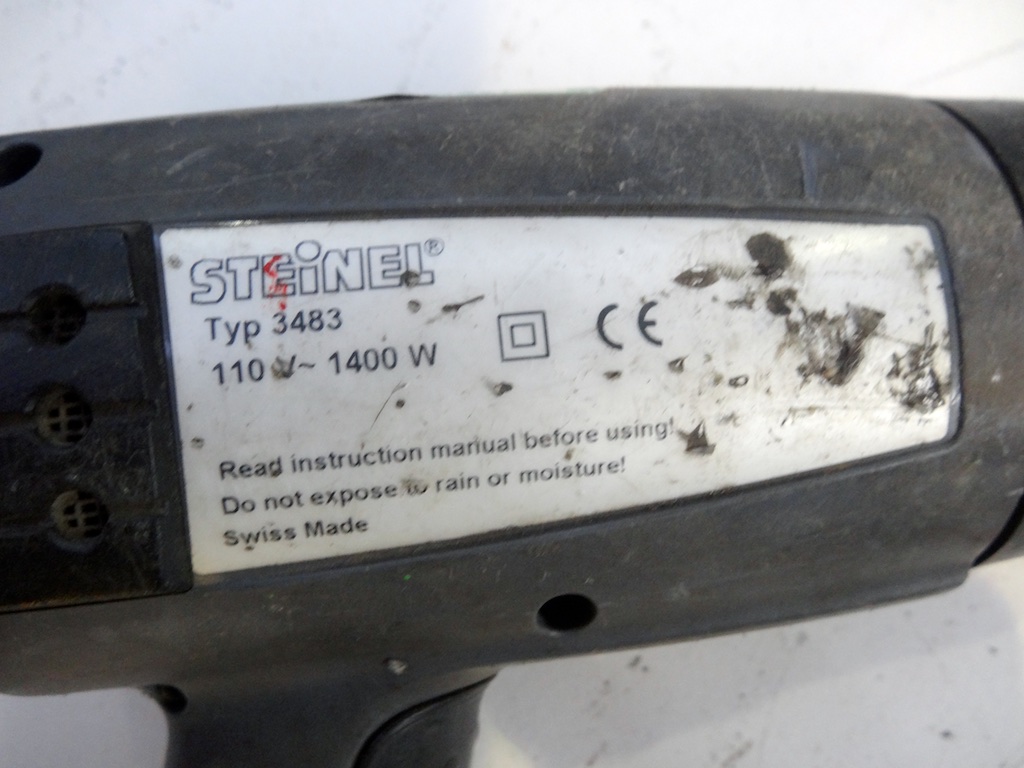 STEiNEL®
Typ 3483
110 V~ 1400 W
CE
Read instruction manual before using!
Do not expose to rain or moisture!
Swiss Made